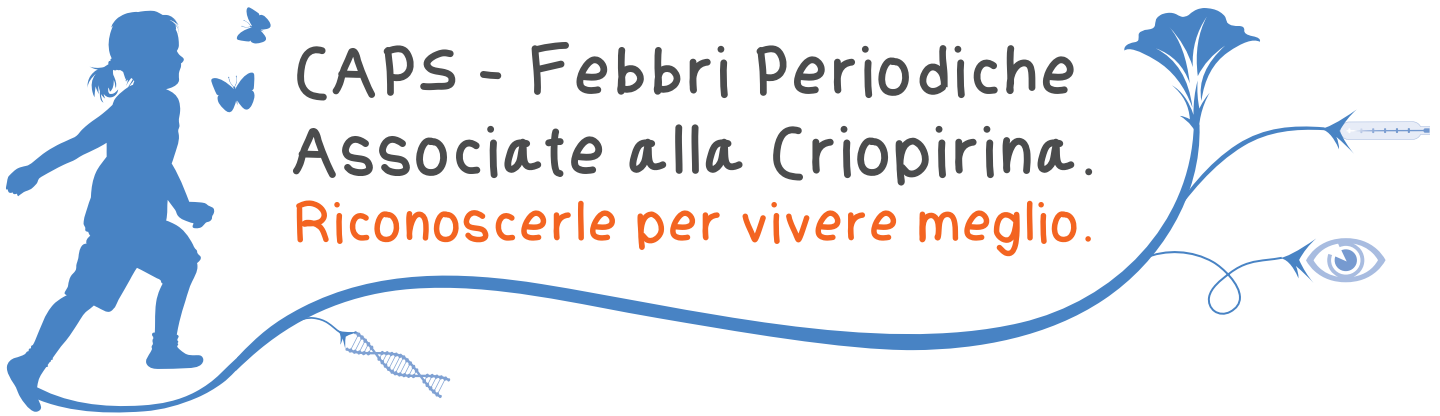 CAPS - Febbri Periodiche
Associate alla Criopirina.
Riconoscerle per vivere meglio.